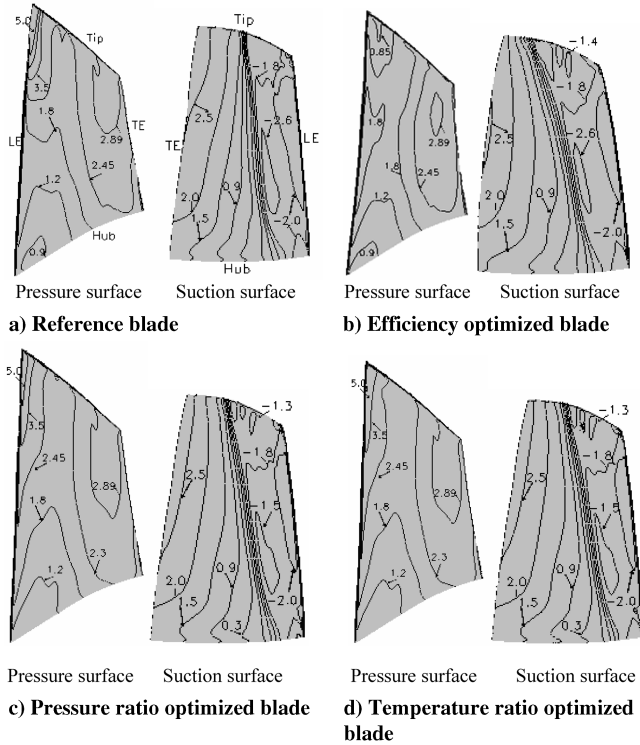 5.0
Tip
3.5
1.8
LE
TE
2.89
1.2
2.45
Hub
0.9
Tip
-1.8
2.5
-2.6
TE
LE
2.0
0.9
1.5
-2.0
Hub
0.85
1.8
2.89
1.8
2.45
1.2
0.9
-1.4
-1.8
2.5
-2.6
2.0
0.9
1.5
-2.0
Pressure surface
Suction surface
Pressure surface
Suction surface
a) Reference blade
b) Efficiency optimized blade
5.0
3.5
2.45
2.89
1.8
2.3
1.2
-1.3
-1.8
2.5
-1.5
0.9
2.0
1.5
-2.0
0.3
5.0
3.5
2.45
2.89
1.8
2.3
1.2
-1.3
-1.8
2.5
-1.5
0.9
2.0
1.5
-2.0
0.3
Pressure surface
Suction surface
Pressure surface
Suction surface
c) Pressure ratio optimized blade
d) Temperature ratio optimized
blade